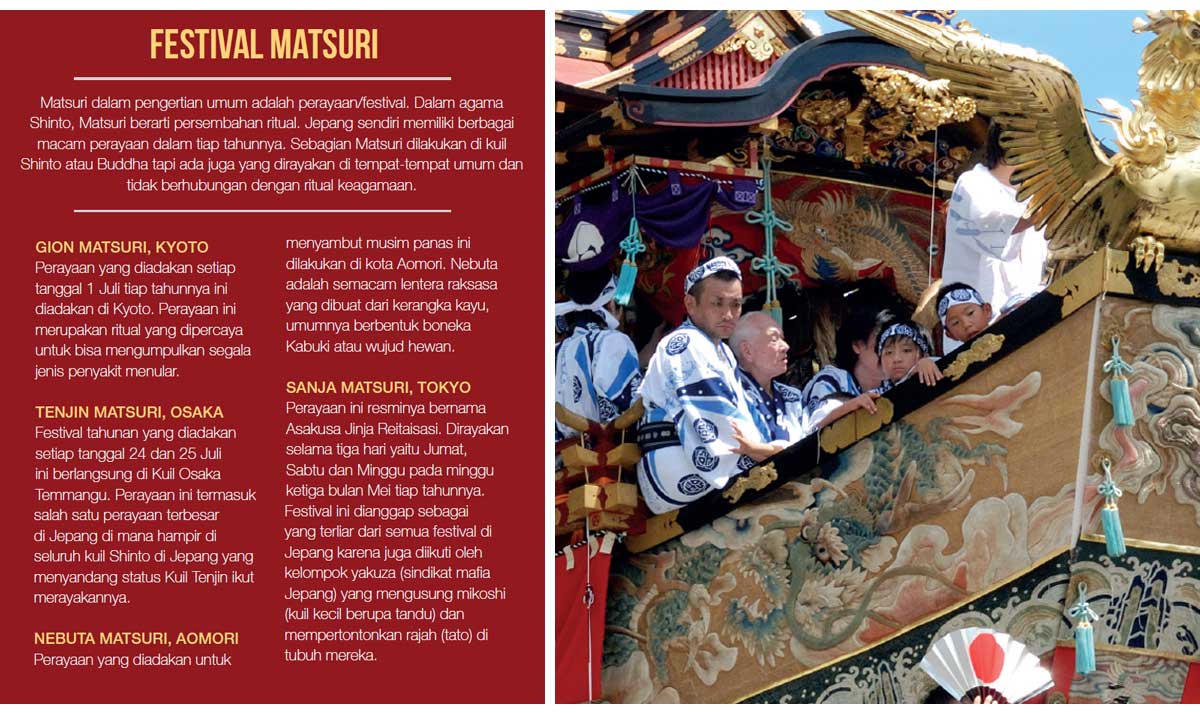 FESTIVAL MATSURI
Matsuri dalam pengertian umum adalah perayaan/festival. Dalam agama
Shinto, Matsuri berarti persembahan ritual. Jepang sendiri memiliki berbagai
macam perayaan dalam tiap tahunnya. Sebagian Matsuri dilakukan di kuil
Shinto atau Buddha tapi ada juga yang dirayakan di tempat-tempat umum dan
tidak berhubungan dengan ritual keagamaan.
GION MATSURI, KYOTO
Perayaan yang diadakan setiap
tanggal 1 Juli tiap tahunnya ini
diadakan di Kyoto. Perayaan ini
merupakan ritual yang dipercaya
untuk bisa mengumpulkan segala
jenis penyakit menular.
TENJIN MATSURI, OSAKA
Festival tahunan yang diadakan
setiap tanggal 24 dan 25 Juli
ini berlangsung di Kuil Osaka
Temmangu. Perayaan ini termasuk
salah satu perayaan terbesar
di Jepang di mana hampir di
seluruh kuil Shinto di Jepang yang
menyandang status Kuil Tenjin ikut
merayakannya.
NEBUTA MATSURI, AOMORI
Perayaan yang diadakan untuk
menyambut musim panas ini
dilakukan di kota Aomori. Nebuta
adalah semacam lentera raksasa
yang dibuat dari kerangka kayu,
umumnya berbentuk boneka
Kabuki atau wujud hewan.
SANJA MATSURI, TOKYO
Perayaan ini resminya bernama
Asakusa Jinja Reitaisasi. Dirayakan
selama tiga hari yaitu Jumat,
Sabtu dan Minggu pada minggu
ketiga bulan Mei tiap tahunnya.
Festival ini dianggap sebagai
yang terliar dari semua festival di
Jepang karena juga diikuti oleh
kelompok yakuza (sindikat mafia
Jepang) yang mengusung mikoshi
(kuil kecil berupa tandu) dan
mempertontonkan rajah (tato) di
tubuh mereka.